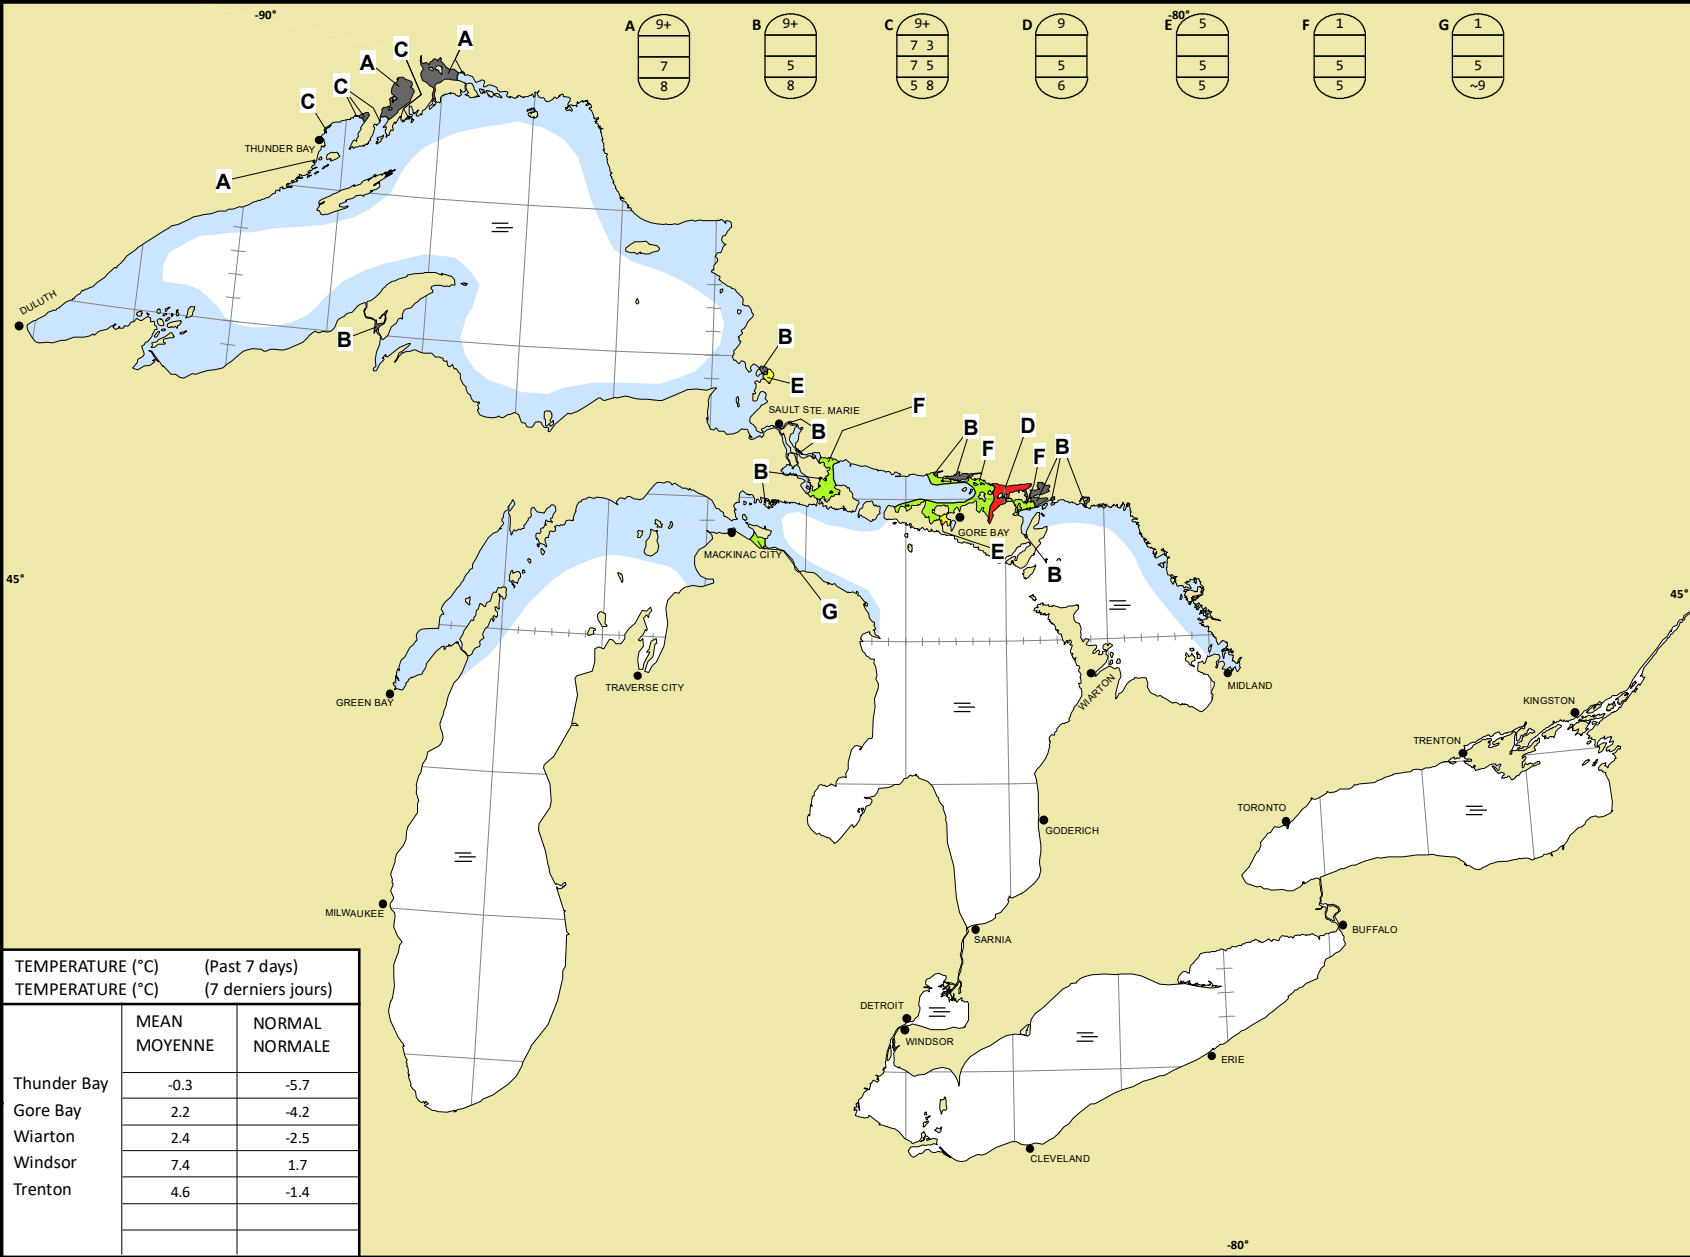 -90°
-80°
A 9+
7
8
B 9+
5
8
C 9+
7 3
7 5
5 8
D 9
5
6
E 5
5
5
F 1
5
5
G 1
5
~9
A
C
A
C
C
THUNDER BAY
A
DULUTH
B
B
E
SAULT STE. MARIE
F
B
B
F
D
F
B
B
GORE BAY
E
B
MACKINAC CITY
G
45°
45°
GREEN BAY
TRAVERSE CITY
WIARTON
MIDLAND
KINGSTON
TRENTON
TORONTO
GODERICH
MILWAUKEE
SARNIA
BUFFALO
DETROIT
WINDSOR
ERIE
CLEVELAND
-80°
TEMPERATURE (°C) (Past 7 days)
TEMPERATURE (°C) (7 derniers jours)
MEAN NORMAL
MOYENNE NORMALE
Thunder Bay -0.3 -5.7
Gore Bay 2.2 -4.2
Wiarton 2.4 -2.5
Windsor 7.4 1.7
Trenton 4.6 -1.4